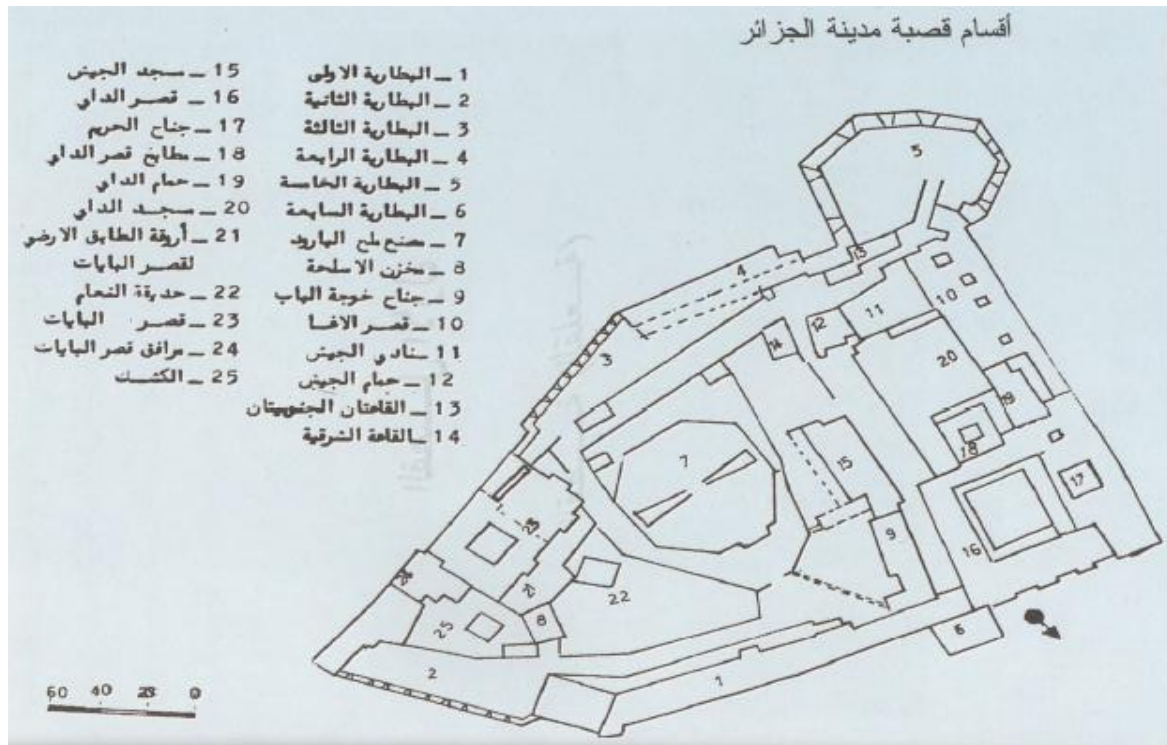 أقسام قصبة مدينة الجزائر
1 ـ البطارية الاولى
2 ـ البطارية الثانية
3 ـ البطارية الثالثة
4 ـ البطارية الرابعة
5 ـ البطارية الخامسة
6 ـ البطارية السابعة
7 ـ مصنع ملح البارود
8 ـ مخزن الاسلحة
9 ـ جناح خوجة الباب
10 ـ قصر الاغا
11 ـ نادي الجيش
12 ـ حمام الجيش
13 ـ القاعتان الجنوبيتان
14 ـ القاعة الشرقية
15 ـ مسجد الجيش
16 ـ قصر الداي
17 ـ جناح الحريم
18 ـ مطابخ قصر الداي
19 ـ حمام الداي
20 ـ مسجد الداي
21 ـ أروقة الطابق الارضي
لقصر البايات
22 ـ حديقة النعام
23 ـ قصر البايات
24 ـ مرافق قصر البايات
25 ـ الكشك
5
4
13
3
11
10
12
14
20
19
7
15
18
17
23
9
16
24
21
22
25
8
6
2
1
60 40 20 0